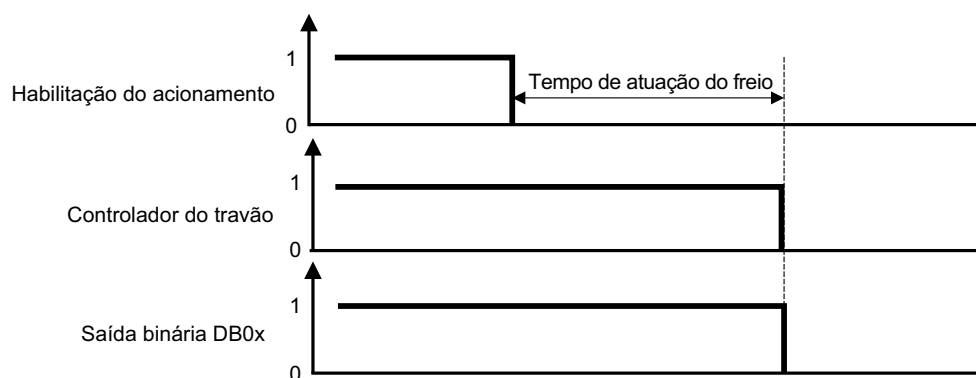 1
Habilitação do acionamento
Tempo de atuação do freio
0
1
Controlador do travão
0
1
Saída binária DB0x
0